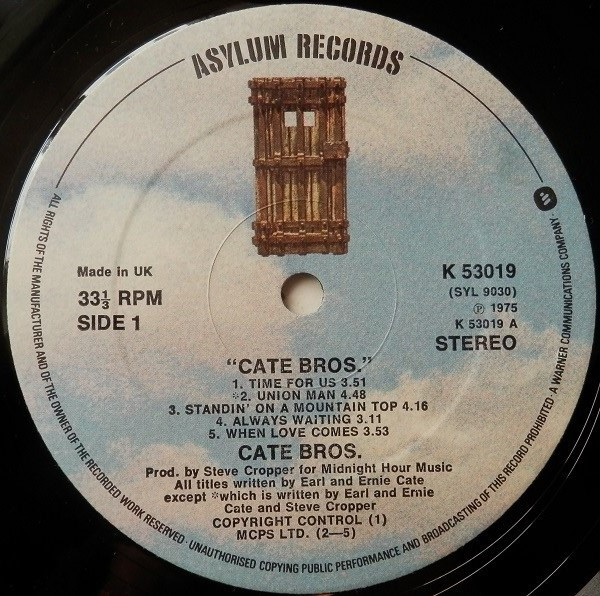 ASYLUM RECORDS
Made in UK
33⅓ RPM
SIDE 1
K 53019
(SYL 9030)
Ⓟ 1975
K 53019 A
STEREO
"CATE BROS."
1. TIME FOR US 3.51
*2. UNION MAN 4.48
3. STANDIN' ON A MOUNTAIN TOP 4.16
4. ALWAYS WAITING 3.11
5. WHEN LOVE COMES 3.53
CATE BROS.
Prod. by Steve Cropper for Midnight Hour Music
All titles written by Earl and Ernie Cate
except *which is written by Earl and Ernie
Cate and Steve Cropper
COPYRIGHT CONTROL (1)
MCPS LTD. (2—5)
ALL RIGHTS OF THE MANUFACTURER AND OF THE OWNER OF THE RECORDED WORK RESERVED · UNAUTHORISED COPYING PUBLIC PERFORMANCE AND BROADCASTING OF THIS RECORD PROHIBITED · A WARNER COMMUNICATIONS COMPANY ·